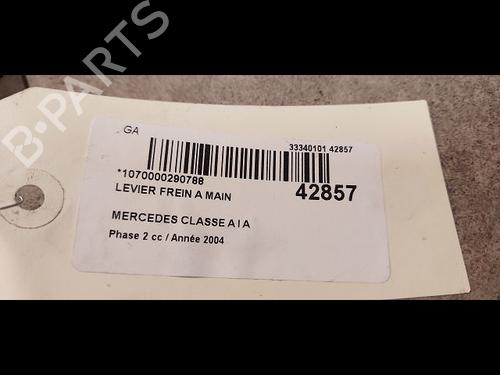 B-PARTS
GA
33340101 42857
*1070000290788
LEVIER FREIN A MAIN
42857
MERCEDES CLASSE A I A
Phase 2 cc / Année 2004